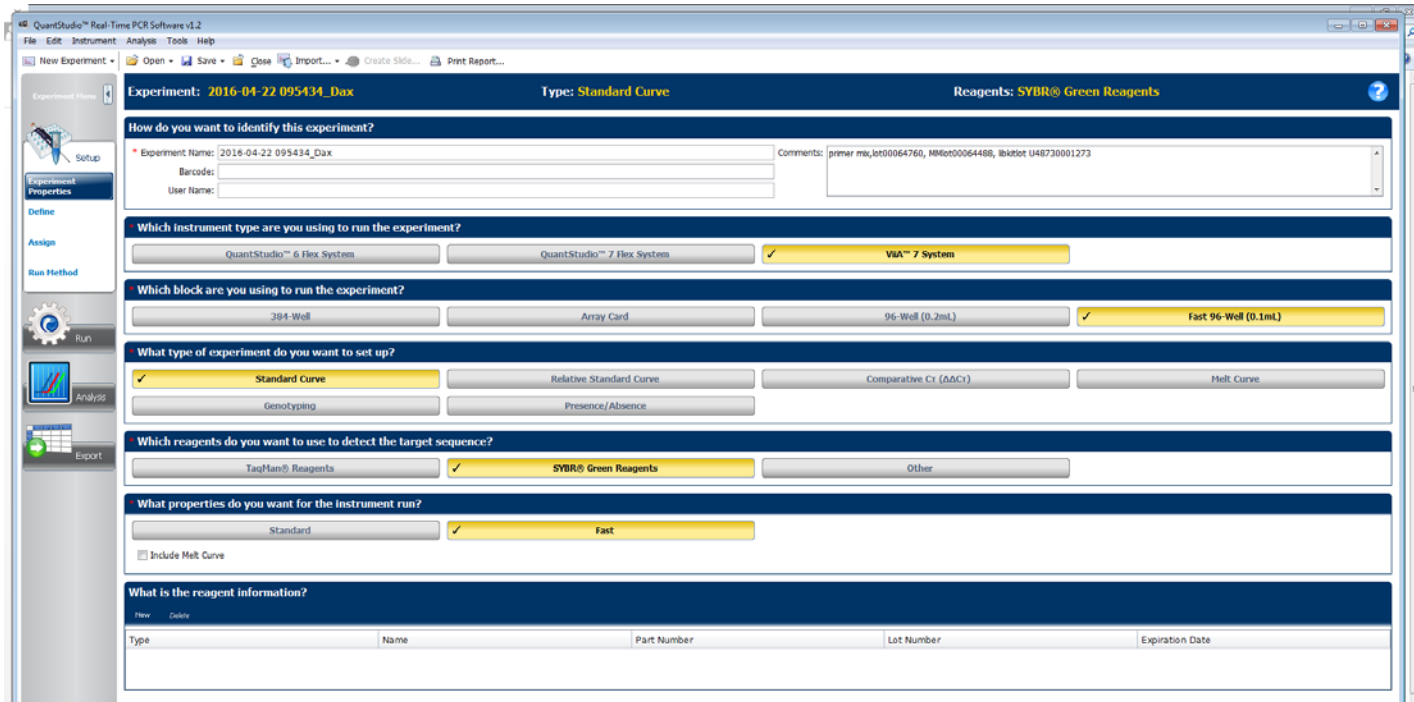 QuantStudio™ Real-Time PCR Software v1.2
File Edit Instrument Analysis Tools Help
New Experiment Open Save Close Import... Create Slide... Print Report...
Experiment Menu
Experiment: 2016-04-22 095434_Dax Type: Standard Curve Reagents: SYBR® Green Reagents
Setup
Experiment Properties
Define
Assign
Run Method
Run
Analysis
Export
How do you want to identify this experiment?
* Experiment Name: 2016-04-22 095434_Dax
Barcode:
User Name:
Comments: primer mix,lot00064760, MMlot00064488, libkitlot U48730001273
* Which instrument type are you using to run the experiment?
QuantStudio™ 6 Flex System QuantStudio™ 7 Flex System ✓ ViiA™ 7 System
* Which block are you using to run the experiment?
384-Well Array Card 96-Well (0.2mL) ✓ Fast 96-Well (0.1mL)
* What type of experiment do you want to set up?
✓ Standard Curve Relative Standard Curve Comparative Cᴛ (ΔΔCᴛ) Melt Curve
Genotyping Presence/Absence
* Which reagents do you want to use to detect the target sequence?
TaqMan® Reagents ✓ SYBR® Green Reagents Other
* What properties do you want for the instrument run?
Standard ✓ Fast
Include Melt Curve
What is the reagent information?
New Delete
Type Name Part Number Lot Number Expiration Date